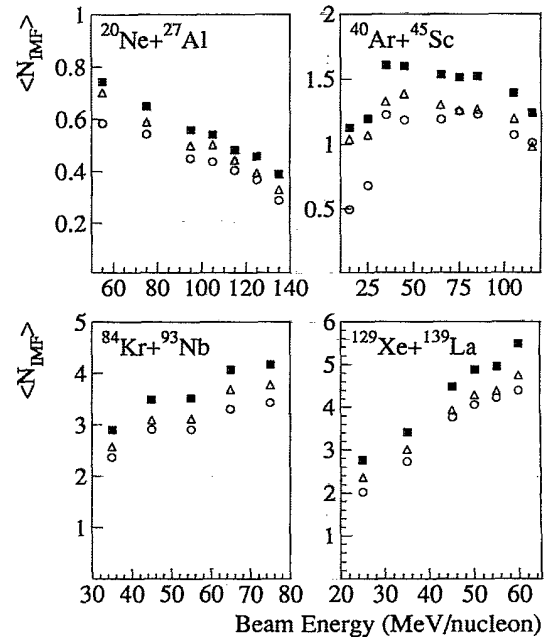 <N_IMF>
²⁰Ne+²⁷Al
1
0.8
0.6
0.4
0.2
60 80 100 120 140
⁴⁰Ar+⁴⁵Sc
2
1.5
1
0.5
25 50 75 100
<N_IMF>
⁸⁴Kr+⁹³Nb
5
4
3
2
1
30 40 50 60 70 80
¹²⁹Xe+¹³⁹La
6
5
4
3
2
1
20 30 40 50 60
Beam Energy (MeV/nucleon)